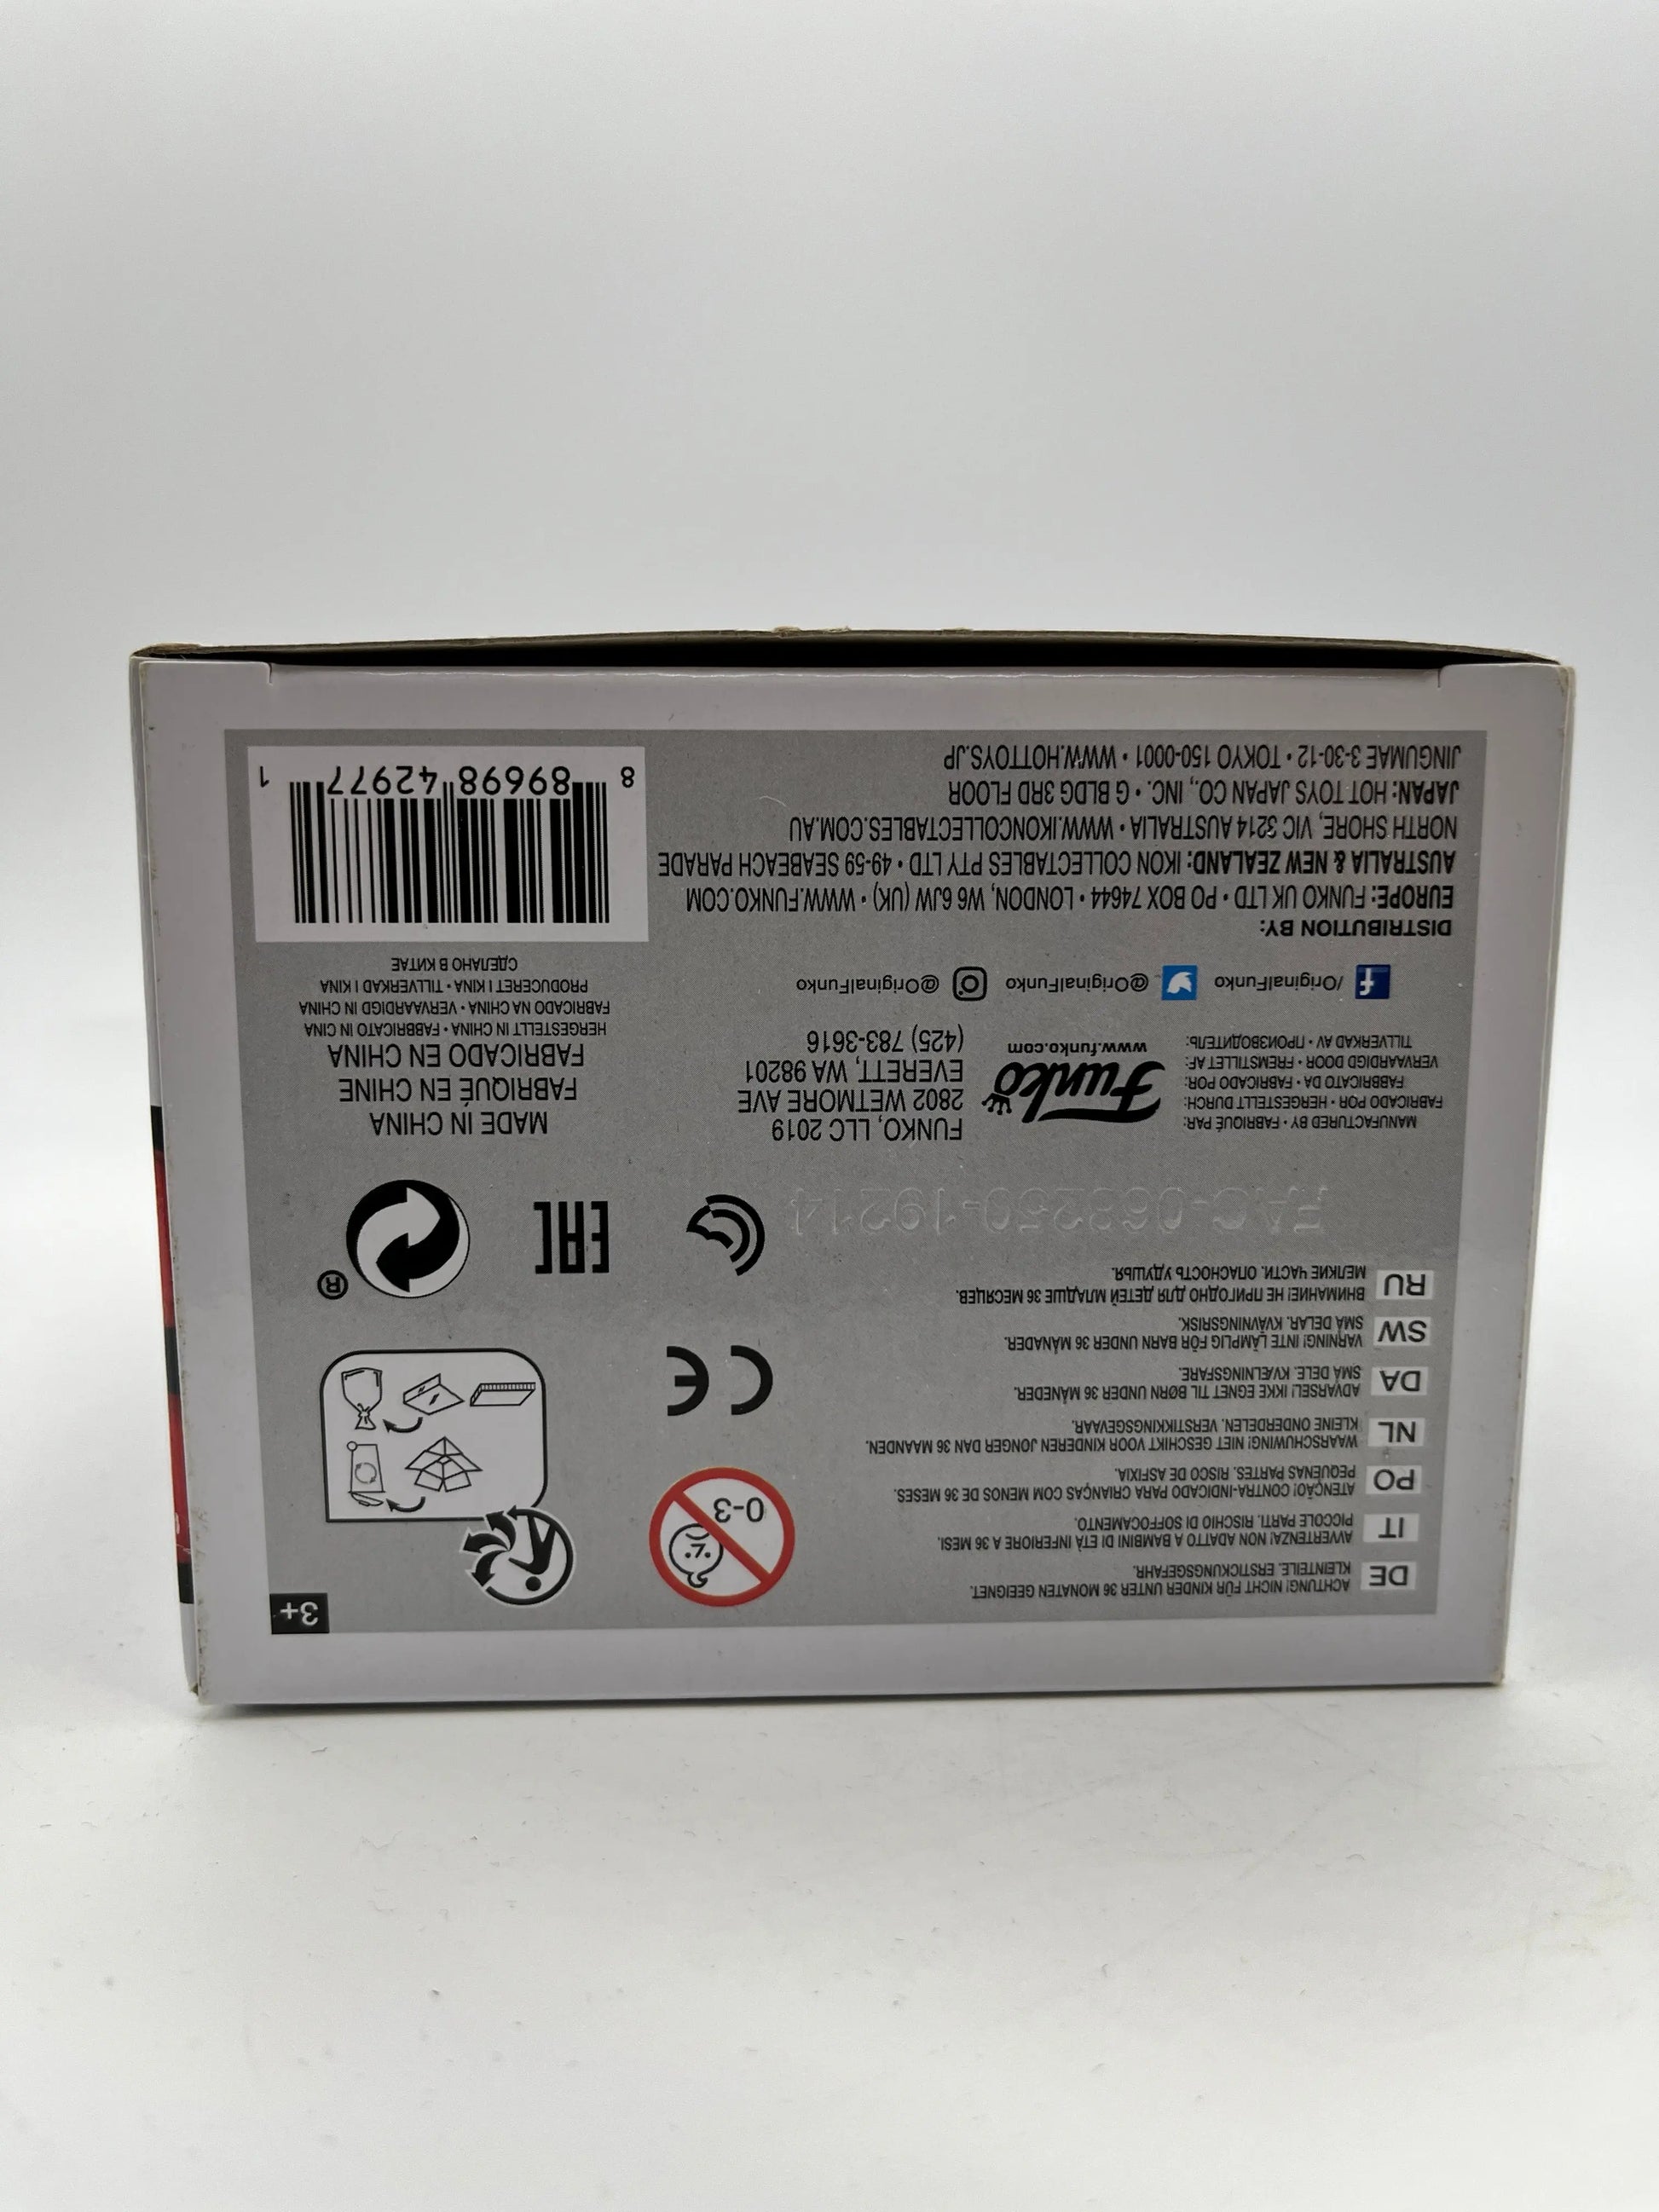 3+
DE
ACHTUNG! NICHT FÜR KINDER UNTER 36 MONATEN GEEIGNET.
KLEINTEILE. ERSTICKUNGSGEFAHR.
IT
AVVERTENZA! NON ADATTO A BAMBINI DI ETÀ INFERIORE A 36 MESI.
PICCOLE PARTI. RISCHIO DI SOFFOCAMENTO.
PO
ATENÇÃO! CONTRA-INDICADO PARA CRIANÇAS COM MENOS DE 36 MESES.
PEQUENAS PARTES. RISCO DE ASFIXIA.
NL
WAARSCHUWING! NIET GESCHIKT VOOR KINDEREN JONGER DAN 36 MAANDEN.
KLEINE ONDERDELEN. VERSTIKKINGSGEVAAR.
DA
ADVARSEL! IKKE EGNET TIL BØRN UNDER 36 MÅNEDER.
SMÅ DELE. KVÆLNINGSFARE.
SW
VARNING! INTE LÄMPLIG FÖR BARN UNDER 36 MÅNADER.
SMÅ DELAR. KVÄVNINGSRISK.
RU
ВНИМАНИЕ! НЕ ПРИГОДНО ДЛЯ ДЕТЕЙ МЛАДШЕ 36 МЕСЯЦЕВ.
МЕЛКИЕ ЧАСТИ. ОПАСНОСТЬ УДУШЬЯ.
0-3
CE
EAC
®
FAC-068250-19214
MANUFACTURED BY • FABRIQUÉ PAR:
FABRICADO POR • HERGESTELLT DURCH:
FABBRICATO DA • FABRICADO POR:
VERVAARDIGD DOOR • FREMSTILLET AF:
TILLVERKAD AV • ПРОИЗВОДИТЕЛЬ:
Funko
www.funko.com
FUNKO, LLC 2019
2802 WETMORE AVE
EVERETT, WA 98201
(425) 783-3616
MADE IN CHINA
FABRIQUÉ EN CHINE
FABRICADO EN CHINA
HERGESTELLT IN CHINA • FABBRICATO IN CINA
FABRICADO NA CHINA • VERVAARDIGD IN CHINA
PRODUCERET I KINA • TILLVERKAD I KINA
СДЕЛАНО В КИТАЕ
/OriginalFunko @OriginalFunko @OriginalFunko
DISTRIBUTION BY:
EUROPE: FUNKO UK LTD • PO BOX 74644 • LONDON, W6 6JW (UK) • WWW.FUNKO.COM
AUSTRALIA & NEW ZEALAND: IKON COLLECTABLES PTY LTD • 49-59 SEABEACH PARADE
NORTH SHORE, VIC 3214 AUSTRALIA • WWW.IKONCOLLECTABLES.COM.AU
JAPAN: HOT TOYS JAPAN CO., INC. • G BLDG 3RD FLOOR
JINGUMAE 3-30-12 • TOKYO 150-0001 • WWW.HOTTOYS.JP
8 89698 42977 1